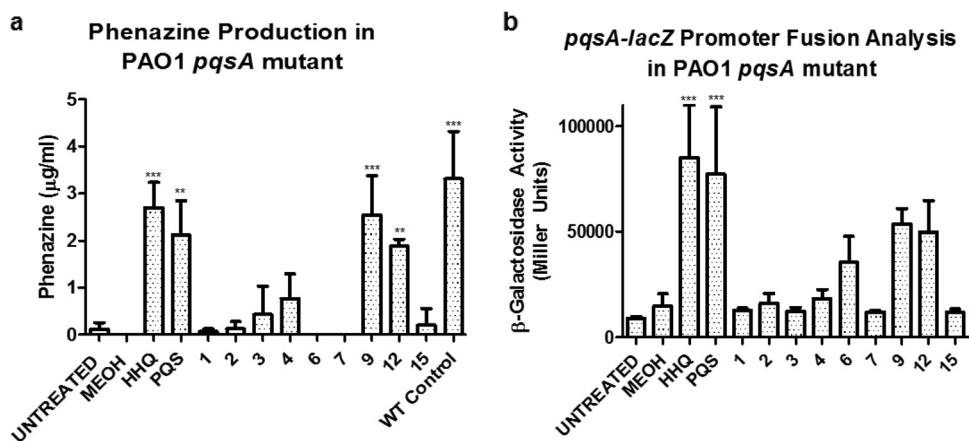 a
Phenazine Production in
PAO1 pqsA mutant
Phenazine (μg/ml)
5
4
3
2
1
0
***
**
***
**
***
UNTREATED
MEOH
HHQ
PQS
1
2
3
4
6
7
9
12
15
WT Control
b
pqsA-lacZ Promoter Fusion Analysis
in PAO1 pqsA mutant
β-Galactosidase Activity
(Miller Units)
100000
50000
0
***
***
UNTREATED
MEOH
HHQ
PQS
1
2
3
4
6
7
9
12
15